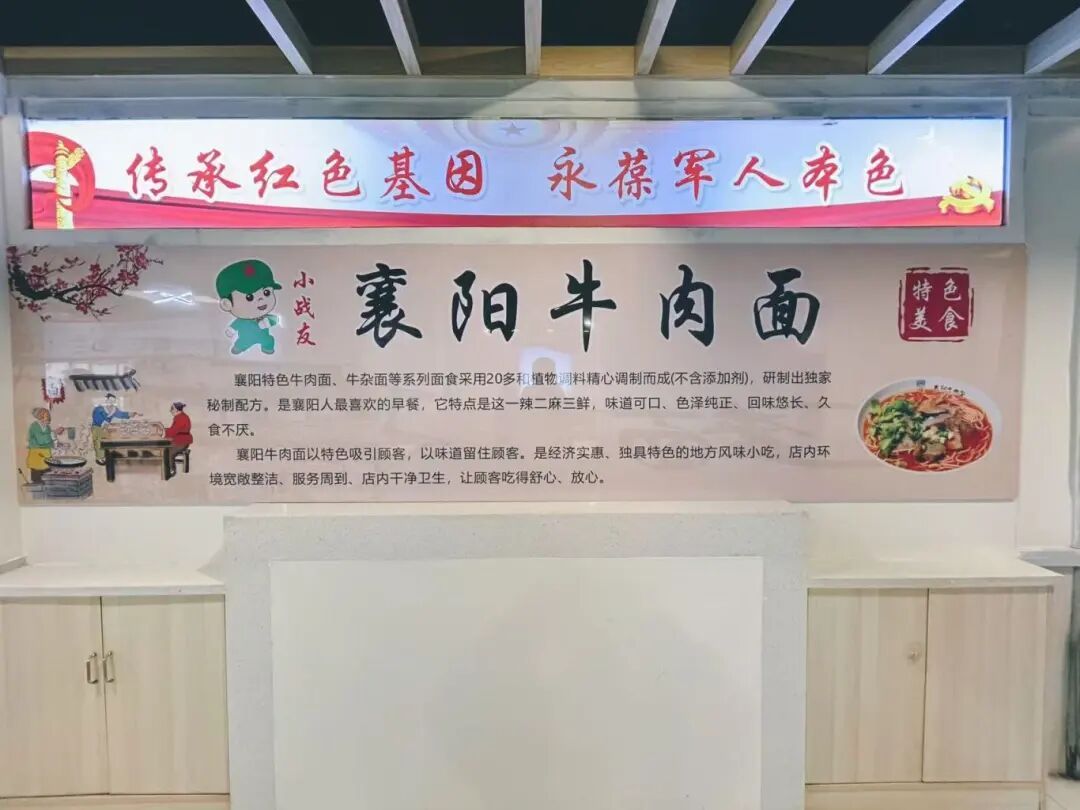 传承红色基因 永葆军人本色
小战友
襄阳牛肉面
特色
美食
襄阳特色牛肉面、牛杂面等系列面食采用20多和植物调料精心调制而成(不含添加剂)，研制出独家
秘制配方。是襄阳人最喜欢的早餐，它特点是这一辣二麻三鲜，味道可口、色泽纯正、回味悠长、久
食不厌。
襄阳牛肉面以特色吸引顾客，以味道留住顾客。是经济实惠、独具特色的地方风味小吃，店内环
境宽敞整洁、服务周到、店内干净卫生，让顾客吃得舒心、放心。